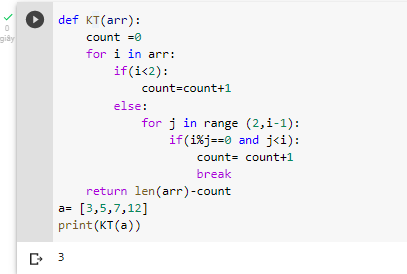 0
giây
def KT(arr):
    count =0
    for i in arr:
        if(i<2):
            count=count+1
        else:
            for j in range (2,i-1):
                if(i%j==0 and j<i):
                    count= count+1
                    break
    return len(arr)-count
a= [3,5,7,12]
print(KT(a))
3